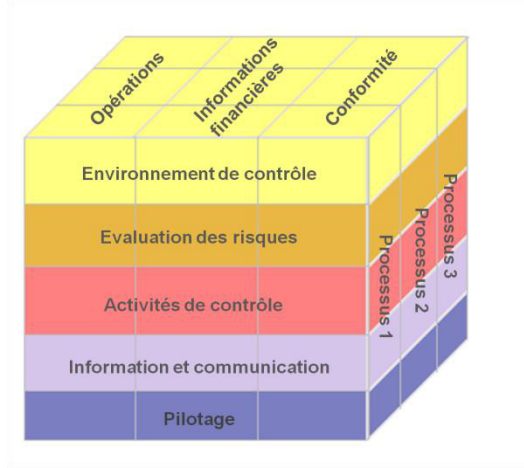 Opérations
Informations
financières
Conformité
Environnement de contrôle
Evaluation des risques
Activités de contrôle
Information et communication
Pilotage
Processus 1
Processus 2
Processus 3